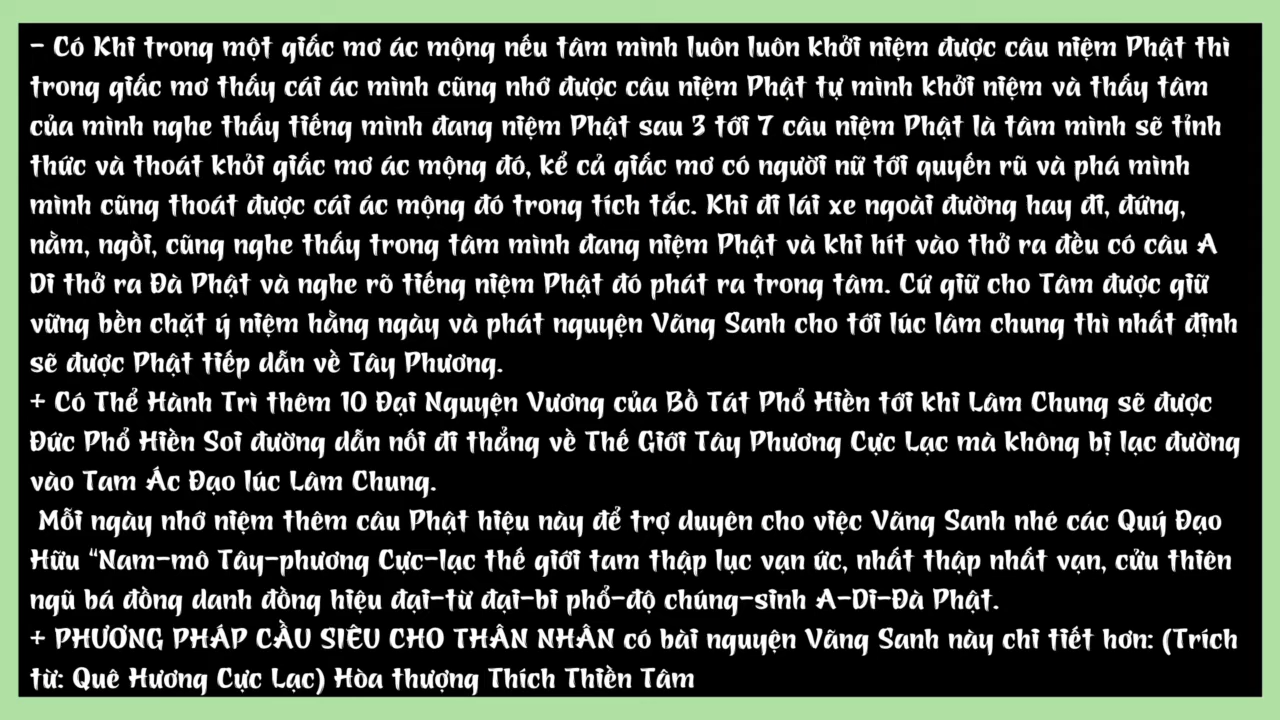 - Có Khi trong một giấc mơ ác mộng nếu tâm mình luôn luôn khởi niệm được câu niệm Phật thì
trong giấc mơ thấy cái ác mình cũng nhớ được câu niệm Phật tự mình khởi niệm và thấy tâm
của mình nghe thấy tiếng mình đang niệm Phật sau 3 tới 7 câu niệm Phật là tâm mình sẽ tỉnh
thức và thoát khỏi giấc mơ ác mộng đó, kể cả giấc mơ có người nữ tới quyến rũ và phá mình
mình cũng thoát được cái ác mộng đó trong tích tắc. Khi đi lái xe ngoài đường hay đi, đứng,
nằm, ngồi, cũng nghe thấy trong tâm mình đang niệm Phật và khi hít vào thở ra đều có câu A
Di thở ra Đà Phật và nghe rõ tiếng niệm Phật đó phát ra trong tâm. Cứ giữ cho Tâm được giữ
vững bền chặt ý niệm hằng ngày và phát nguyện Vãng Sanh cho tới lúc lâm chung thì nhất định
sẽ được Phật tiếp dẫn về Tây Phương.
+ Có Thể Hành Trì thêm 10 Đại Nguyện Vương của Bồ Tát Phổ Hiền tới khi Lâm Chung sẽ được
Đức Phổ Hiền Soi đường dẫn nối đi thẳng về Thế Giới Tây Phương Cực Lạc mà không bị lạc đường
vào Tam Ác Đạo lúc Lâm Chung.
Mỗi ngày nhớ niệm thêm câu Phật hiệu này để trợ duyên cho việc Vãng Sanh nhé các Quý Đạo
Hữu "Nam-mô Tây-phương Cực-lạc thế giới tam thập lục vạn ức, nhất thập nhất vạn, cửu thiên
ngũ bá đồng danh đồng hiệu đại-từ đại-bi phổ-độ chúng-sinh A-Di-Đà Phật.
+ PHƯƠNG PHÁP CẦU SIÊU CHO THÂN NHÂN có bài nguyện Vãng Sanh này chi tiết hơn: (Trích
từ: Quê Hương Cực Lạc) Hòa thượng Thích Thiền Tâm